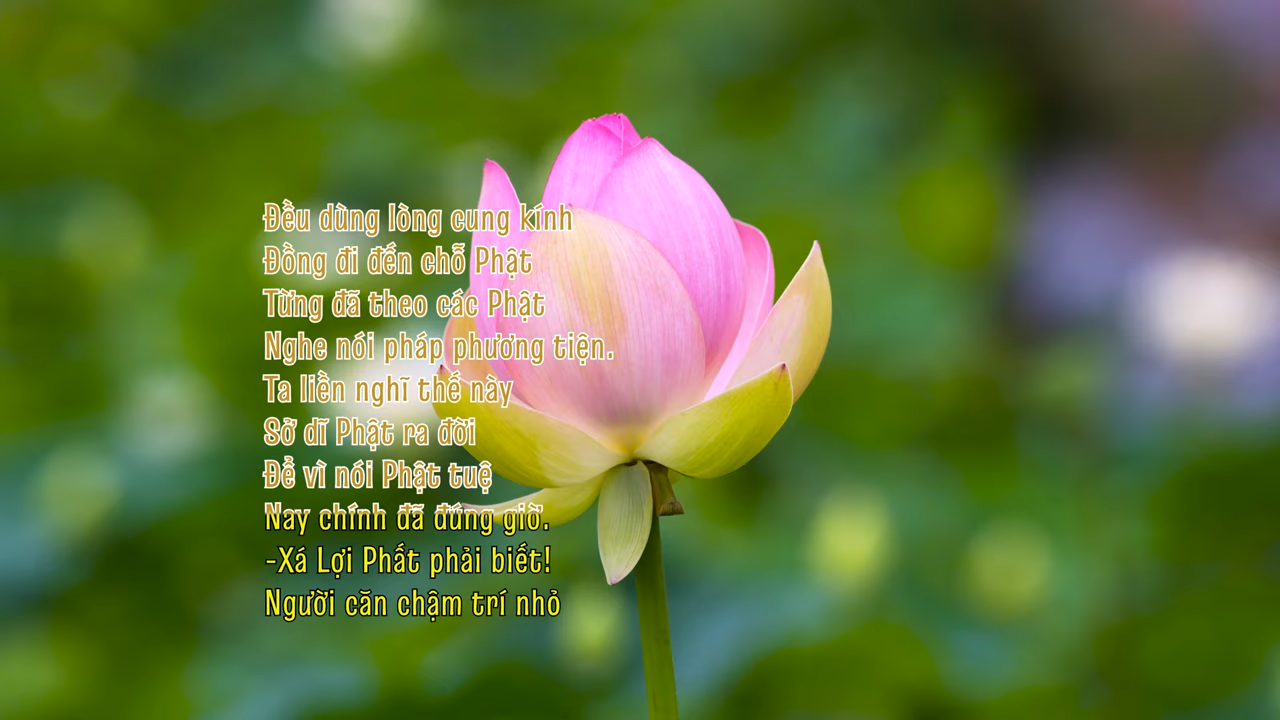 Đều dùng lòng cung kính
Đồng đi đến chỗ Phật
Từng đã theo các Phật
Nghe nói pháp phương tiện.
Ta liền nghĩ thế này
Sở dĩ Phật ra đời
Để vì nói Phật tuệ
Nay chính đã đúng giờ.
-Xá Lợi Phất phải biết!
Người căn chậm trí nhỏ